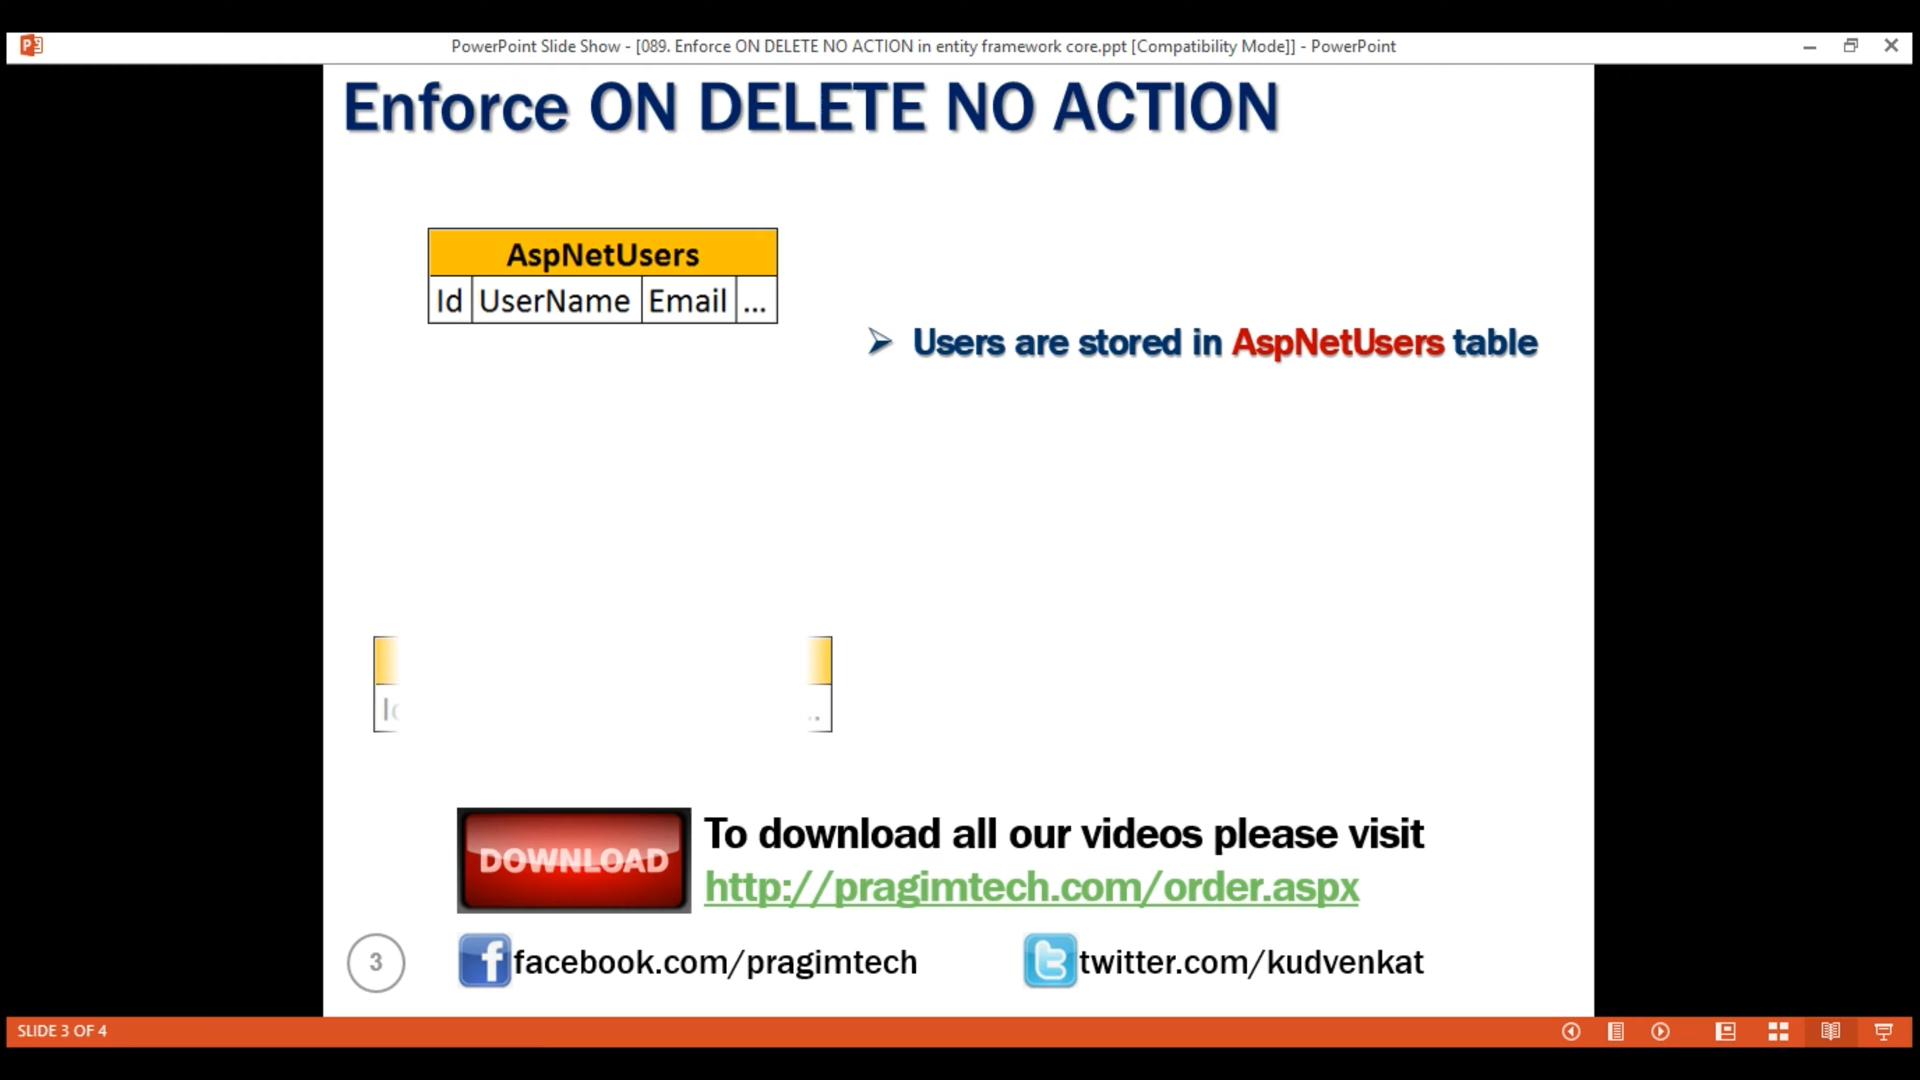 PowerPoint Slide Show - [089. Enforce ON DELETE NO ACTION in entity framework core.ppt [Compatibility Mode]] - PowerPoint
Enforce ON DELETE NO ACTION
AspNetUsers
Id UserName Email ...
Users are stored in AspNetUsers table
DOWNLOAD
To download all our videos please visit
http://pragimtech.com/order.aspx
3
facebook.com/pragimtech
twitter.com/kudvenkat
SLIDE 3 OF 4